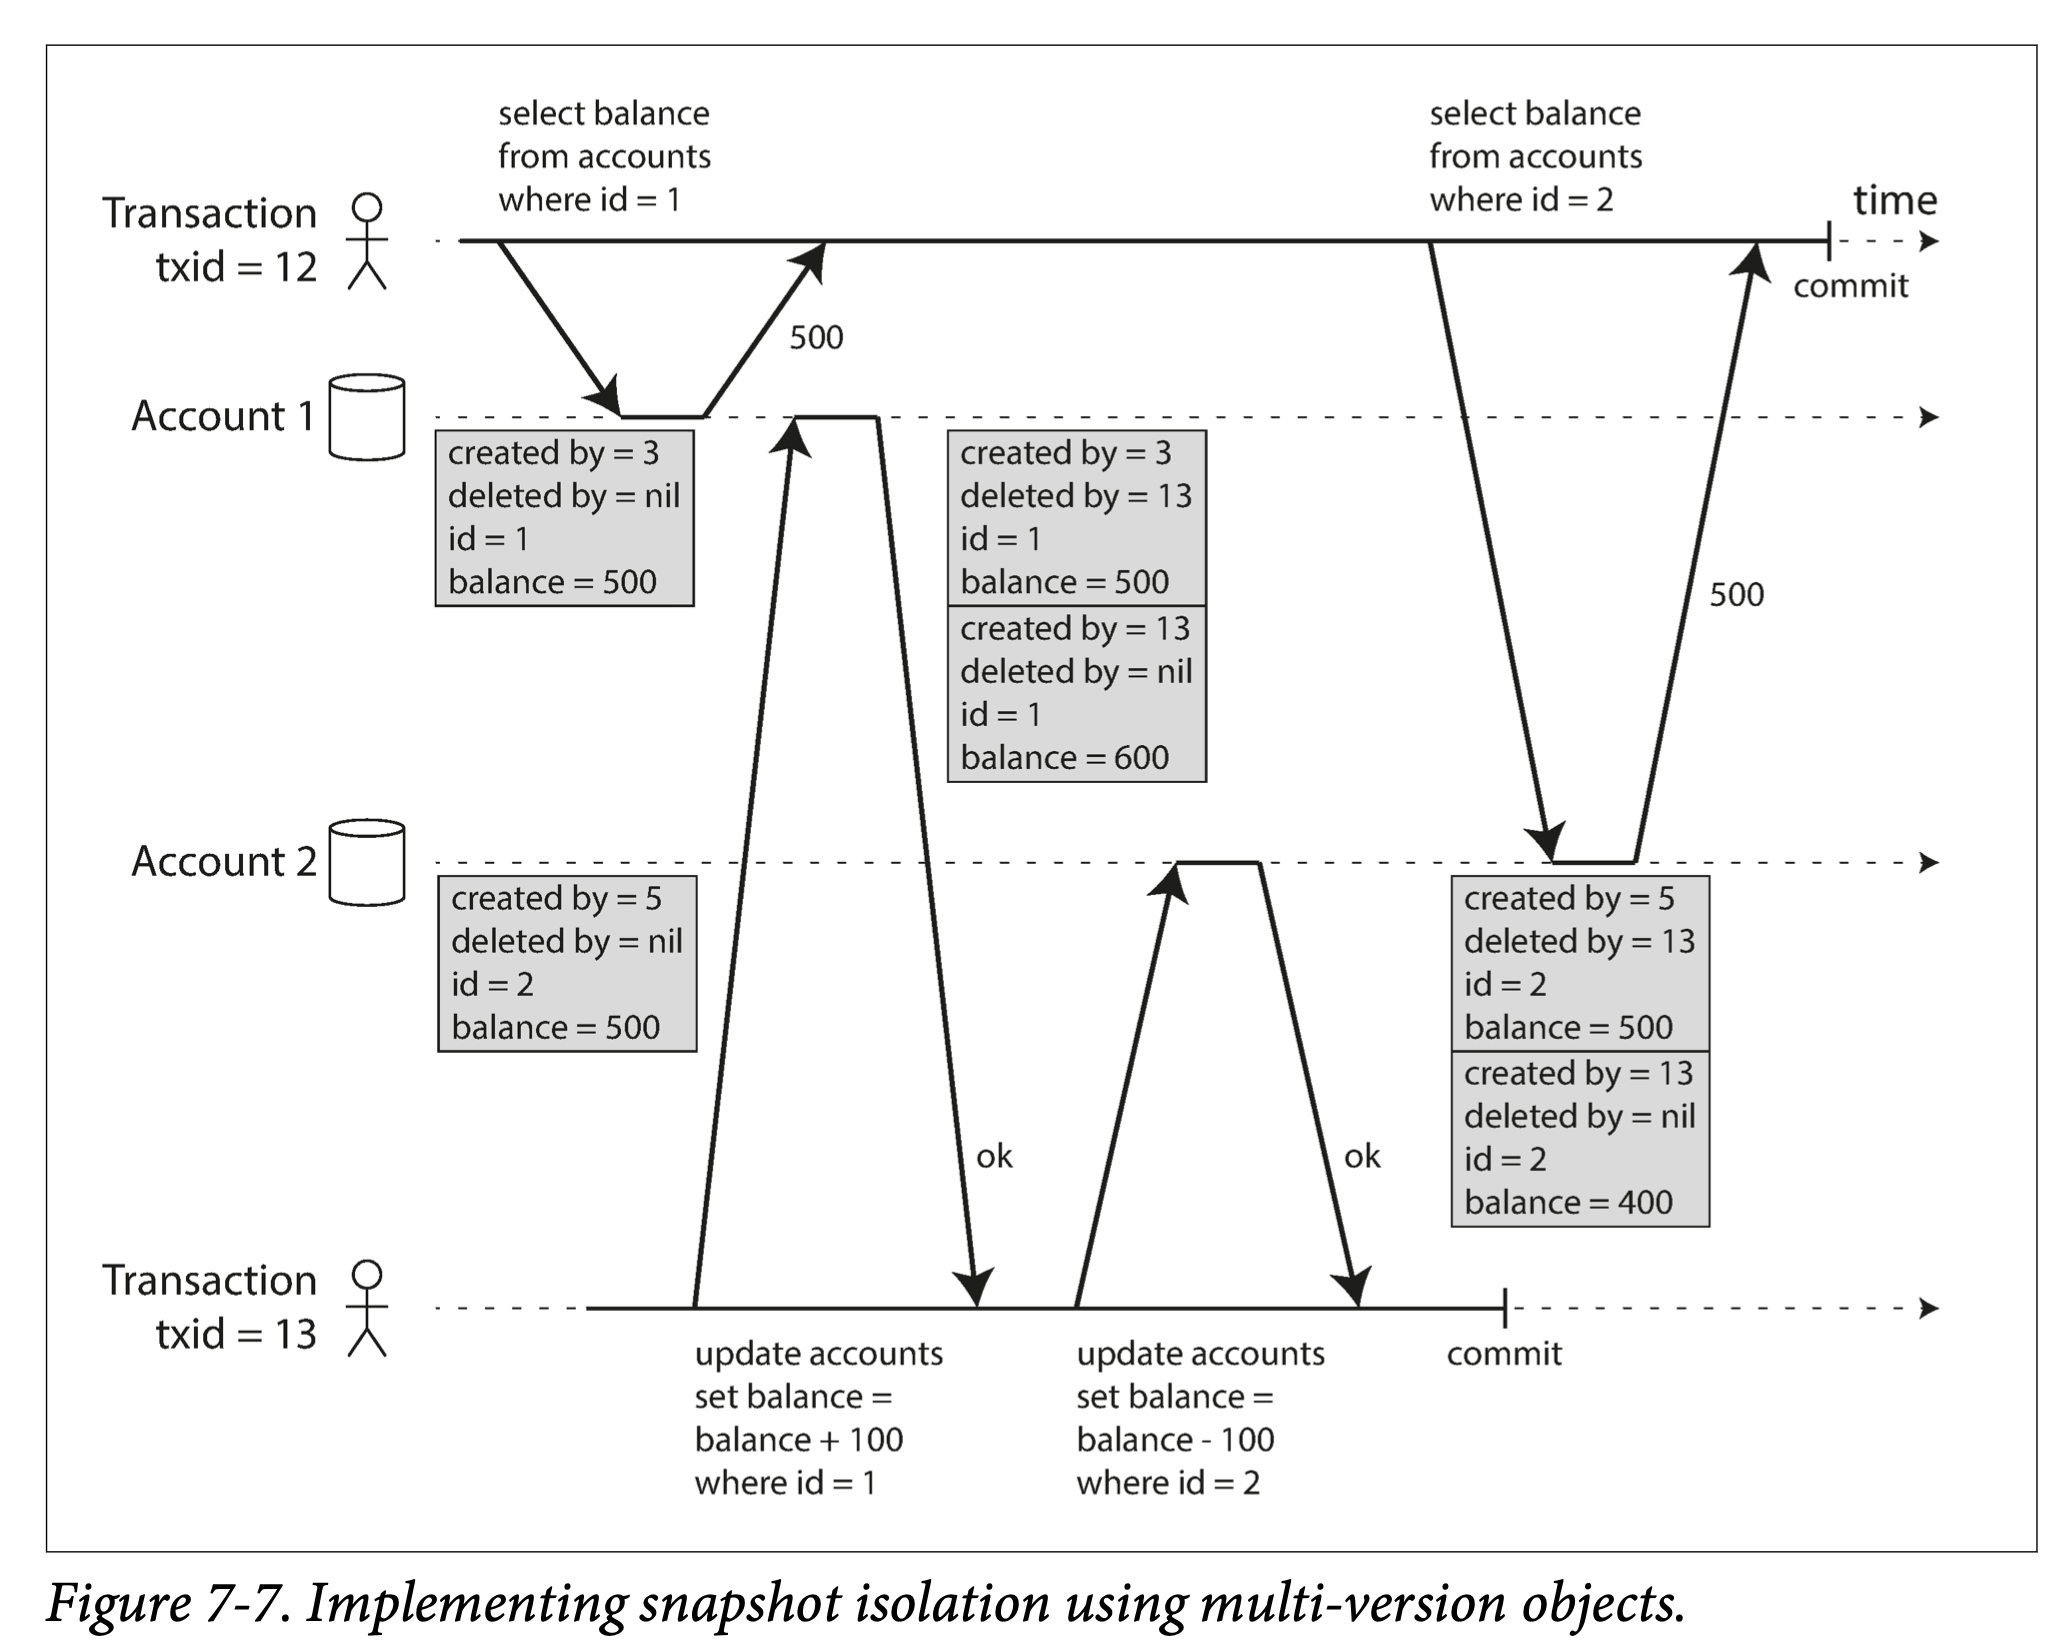 select balance
from accounts
where id = 1
select balance
from accounts
where id = 2
time
Transaction
txid = 12
commit
500
Account 1
created by = 3
deleted by = nil
id = 1
balance = 500
created by = 3
deleted by = 13
id = 1
balance = 500
created by = 13
deleted by = nil
id = 1
balance = 600
500
Account 2
created by = 5
deleted by = nil
id = 2
balance = 500
created by = 5
deleted by = 13
id = 2
balance = 500
created by = 13
deleted by = nil
id = 2
balance = 400
ok
ok
Transaction
txid = 13
update accounts
set balance =
balance + 100
where id = 1
update accounts
set balance =
balance - 100
where id = 2
commit
Figure 7-7. Implementing snapshot isolation using multi-version objects.